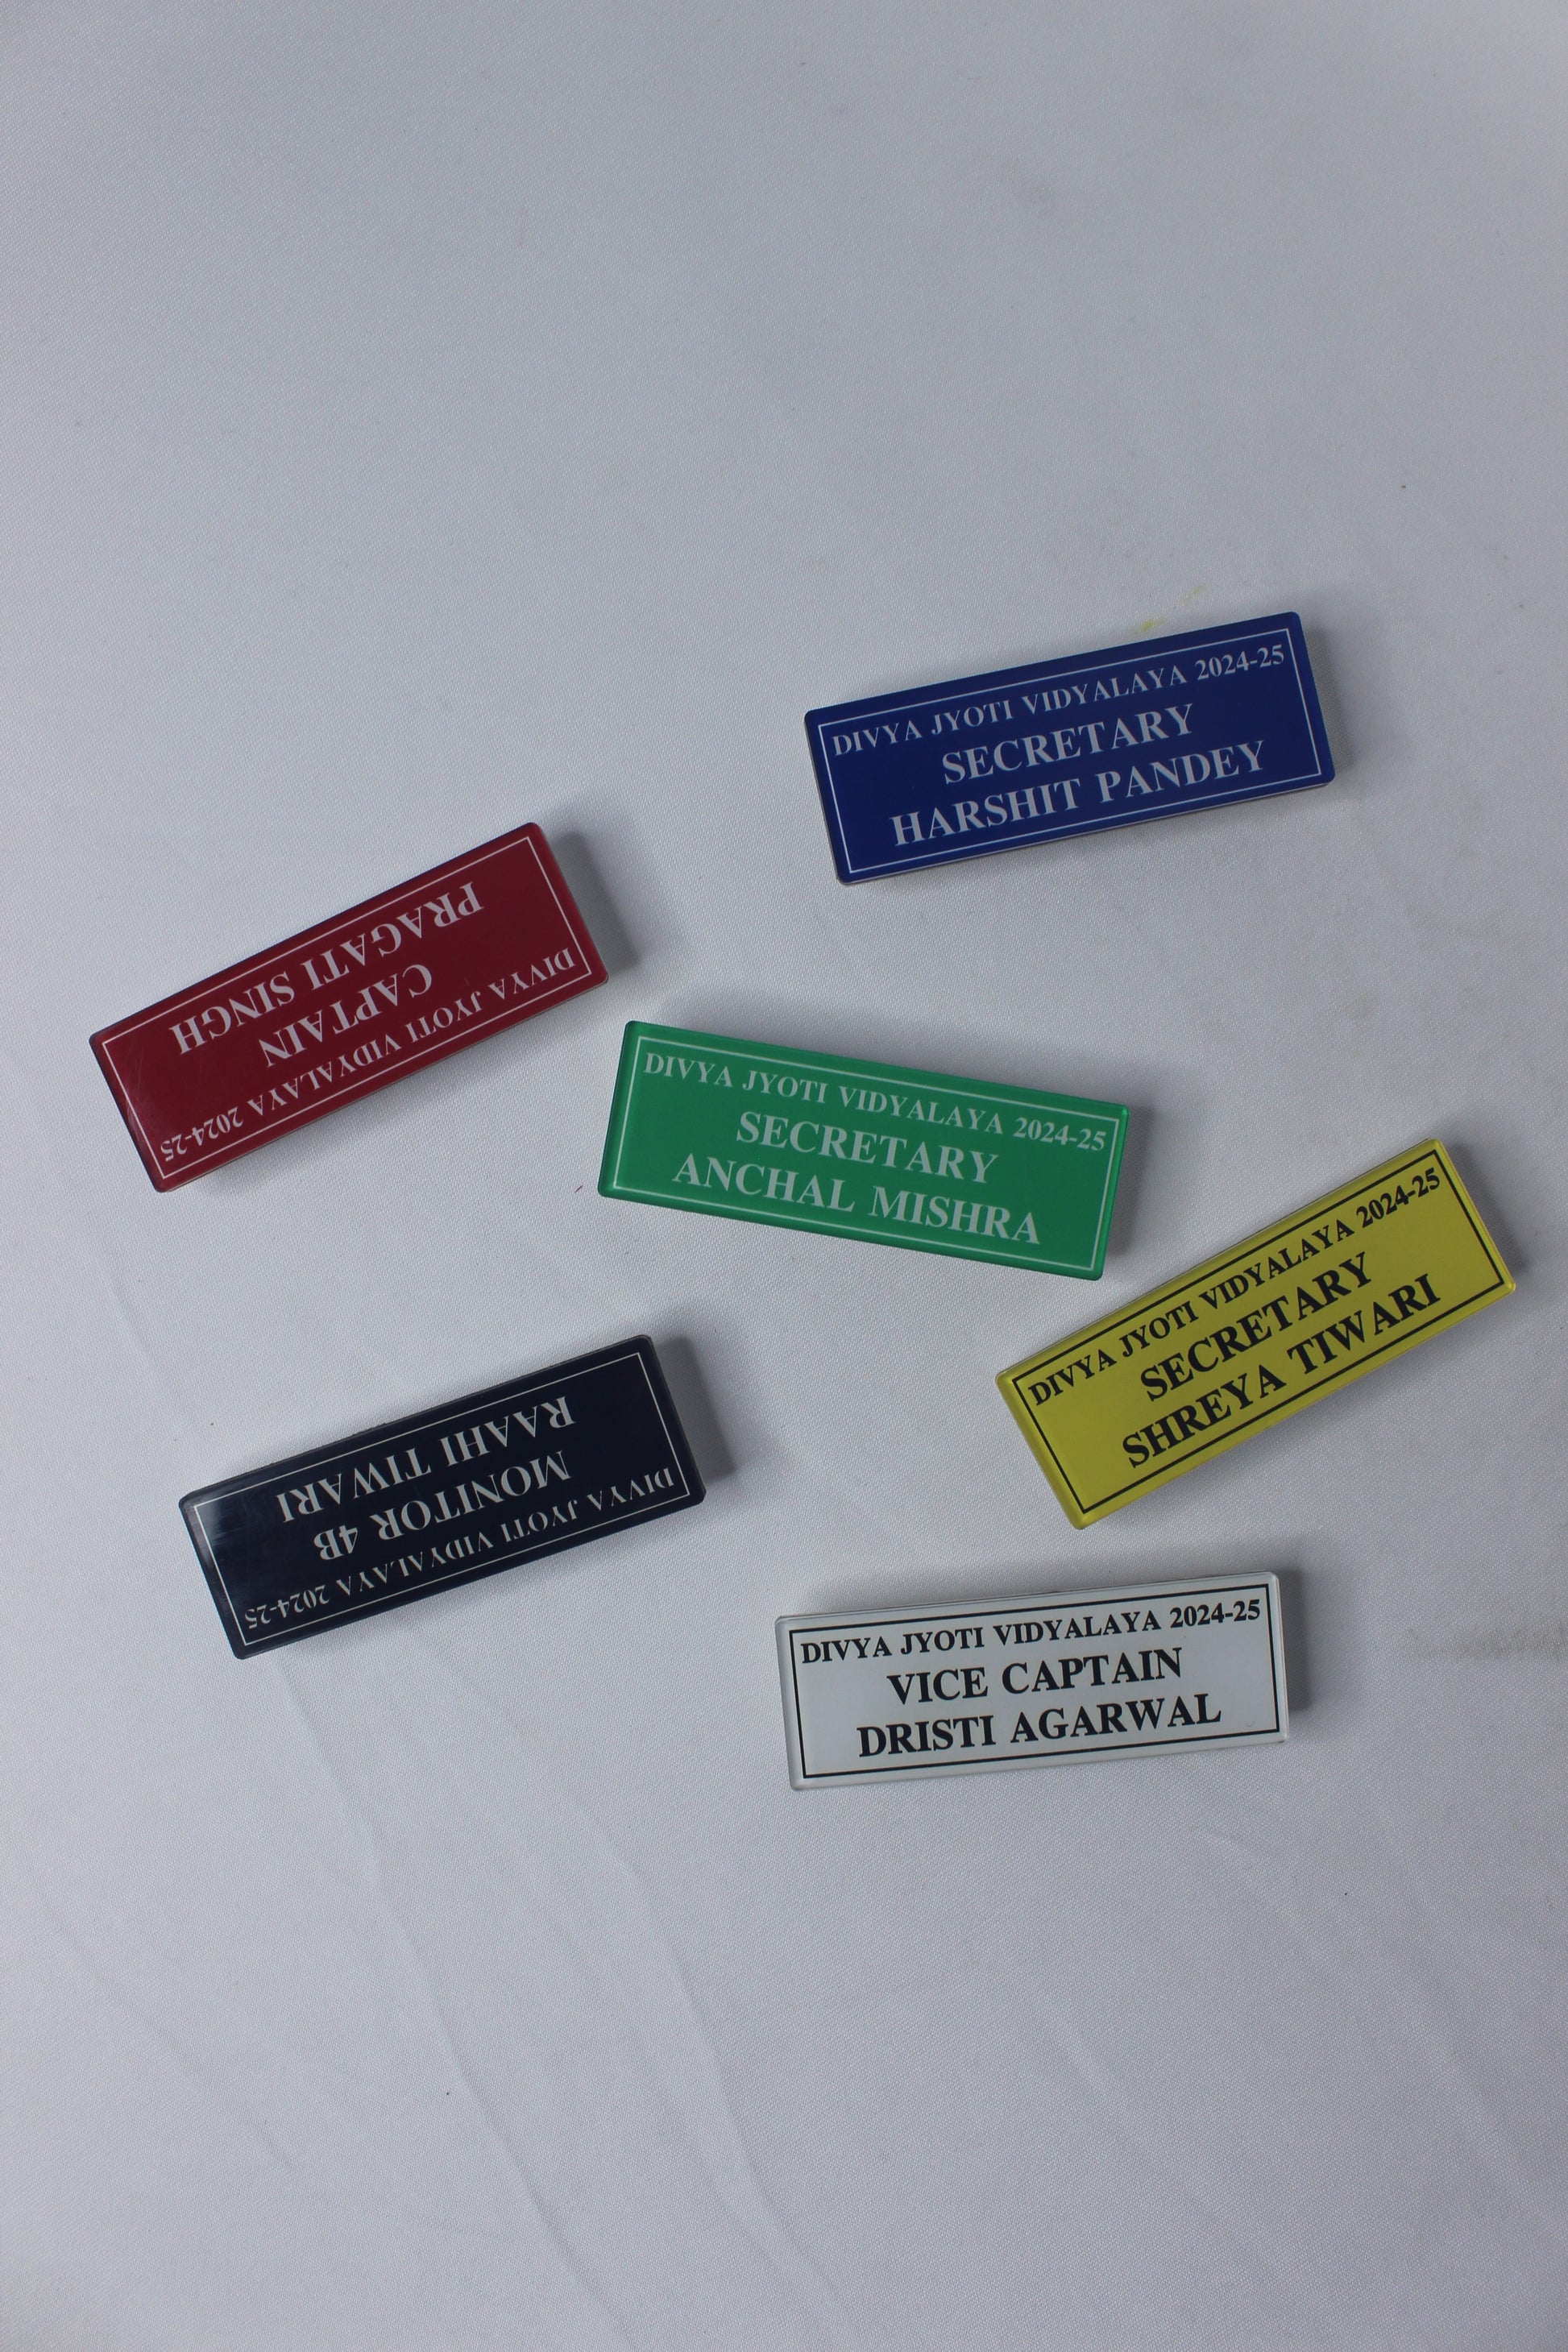 DIVYA JYOTI VIDYALAYA 2024-25
SECRETARY
HARSHIT PANDEY
DIVYA JYOTI VIDYALAYA 2024-25
CAPTAIN
PRAGATI SINGH
DIVYA JYOTI VIDYALAYA 2024-25
SECRETARY
ANCHAL MISHRA
DIVYA JYOTI VIDYALAYA 2024-25
SECRETARY
SHREYA TIWARI
DIVYA JYOTI VIDYALAYA 2024-25
MONITOR 4B
RAAHI TIWARI
DIVYA JYOTI VIDYALAYA 2024-25
VICE CAPTAIN
DRISTI AGARWAL